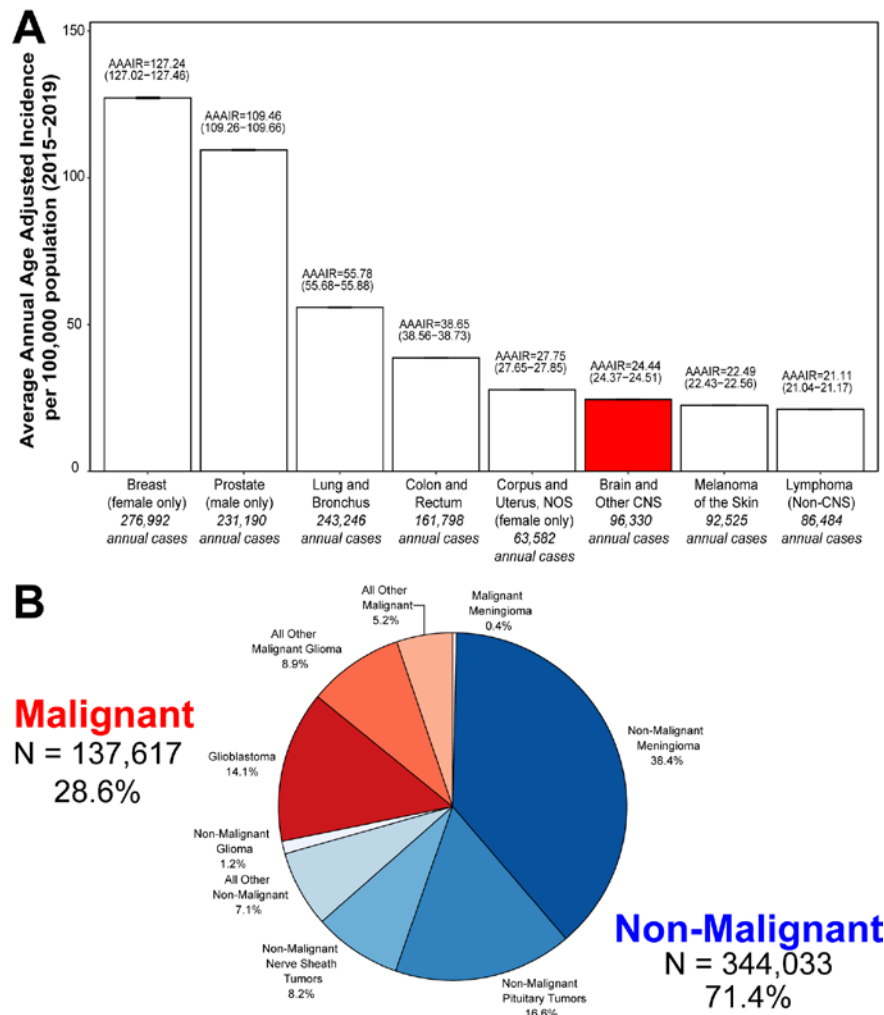 A
Average Annual Age Adjusted Incidence
per 100,000 population (2015−2019)
150
100
50
0
AAAIR=127.24
(127.02−127.46)
AAAIR=109.46
(109.26−109.66)
AAAIR=55.78
(55.68−55.88)
AAAIR=38.65
(38.56−38.73)
AAAIR=27.75
(27.65−27.85)
AAAIR=24.44
(24.37−24.51)
AAAIR=22.49
(22.43−22.56)
AAAIR=21.11
(21.04−21.17)
Breast
(female only)
276,992
annual cases
Prostate
(male only)
231,190
annual cases
Lung and
Bronchus
243,246
annual cases
Colon and
Rectum
161,798
annual cases
Corpus and
Uterus, NOS
(female only)
63,582
annual cases
Brain and
Other CNS
96,330
annual cases
Melanoma
of the Skin
92,525
annual cases
Lymphoma
(Non−CNS)
86,484
annual cases
B
All Other
Malignant
5.2%
Malignant
Meningioma
0.4%
All Other
Malignant Glioma
8.9%
Malignant
N = 137,617
28.6%
Glioblastoma
14.1%
Non-Malignant
Meningioma
38.4%
Non-Malignant
Glioma
1.2%
All Other
Non-Malignant
7.1%
Non-Malignant
Nerve Sheath
Tumors
8.2%
Non-Malignant
Pituitary Tumors
16.6%
Non-Malignant
N = 344,033
71.4%